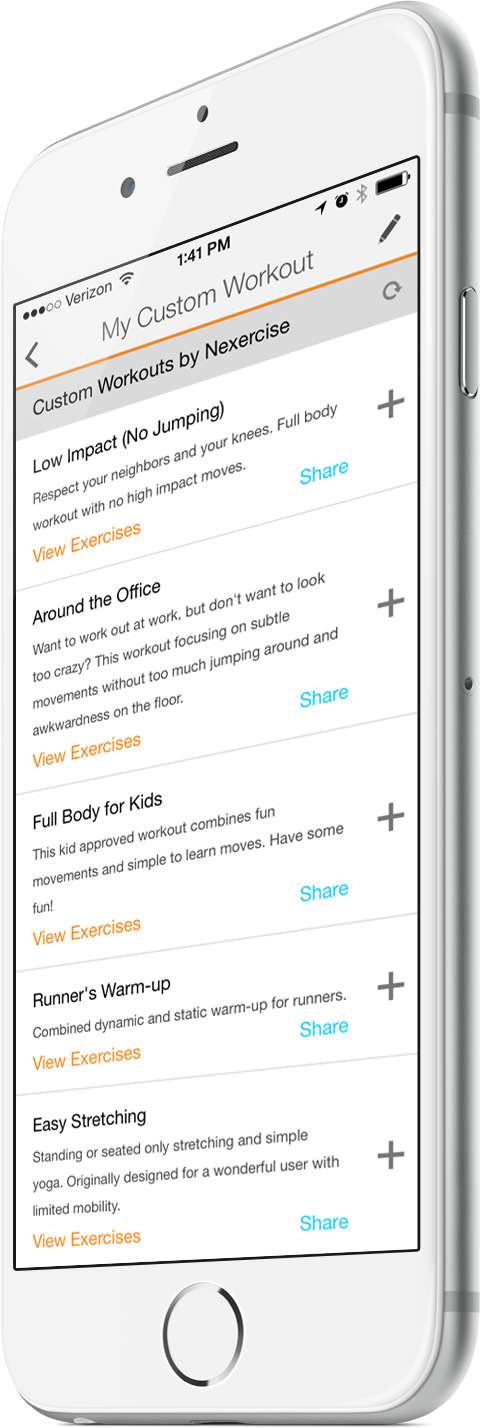 Verizon 1:41 PM
My Custom Workout
Custom Workouts by Nexercise
Low Impact (No Jumping)
Respect your neighbors and your knees. Full body
workout with no high impact moves.
Share
View Exercises
Around the Office
Want to work out at work, but don't want to look
too crazy? This workout focusing on subtle
movements without too much jumping around and
awkwardness on the floor.
Share
View Exercises
Full Body for Kids
This kid approved workout combines fun
movements and simple to learn moves. Have some
fun!
Share
View Exercises
Runner's Warm-up
Combined dynamic and static warm-up for runners.
Share
View Exercises
Easy Stretching
Standing or seated only stretching and simple
yoga. Originally designed for a wonderful user with
limited mobility.
Share
View Exercises